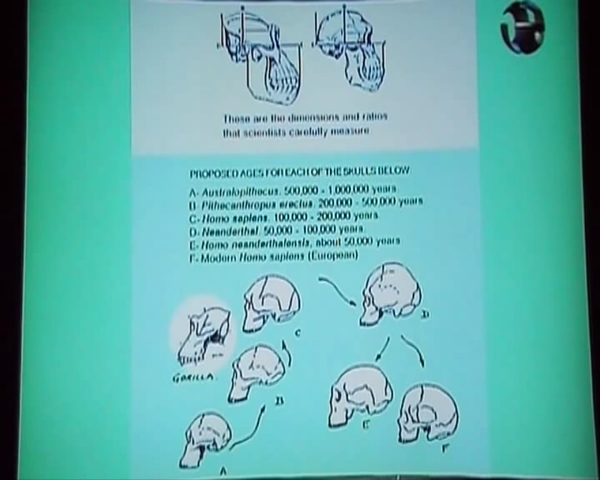 These are the dimensions and ratios
that scientists carefully measure
PROPOSED AGES FOR EACH OF THE SKULLS BELOW
A- Australopithecus. 500,000 - 1,000,000 years
B- Pithecanthropus erectus. 200,000 - 500,000 years
C- Homo sapiens. 100,000 - 200,000 years
D- Neanderthal. 50,000 - 100,000 years.
E- Homo neanderthalensis, about 50,000 years
F- Modern Homo sapiens (European)
C
D
GORILLA.
B
E
F
A